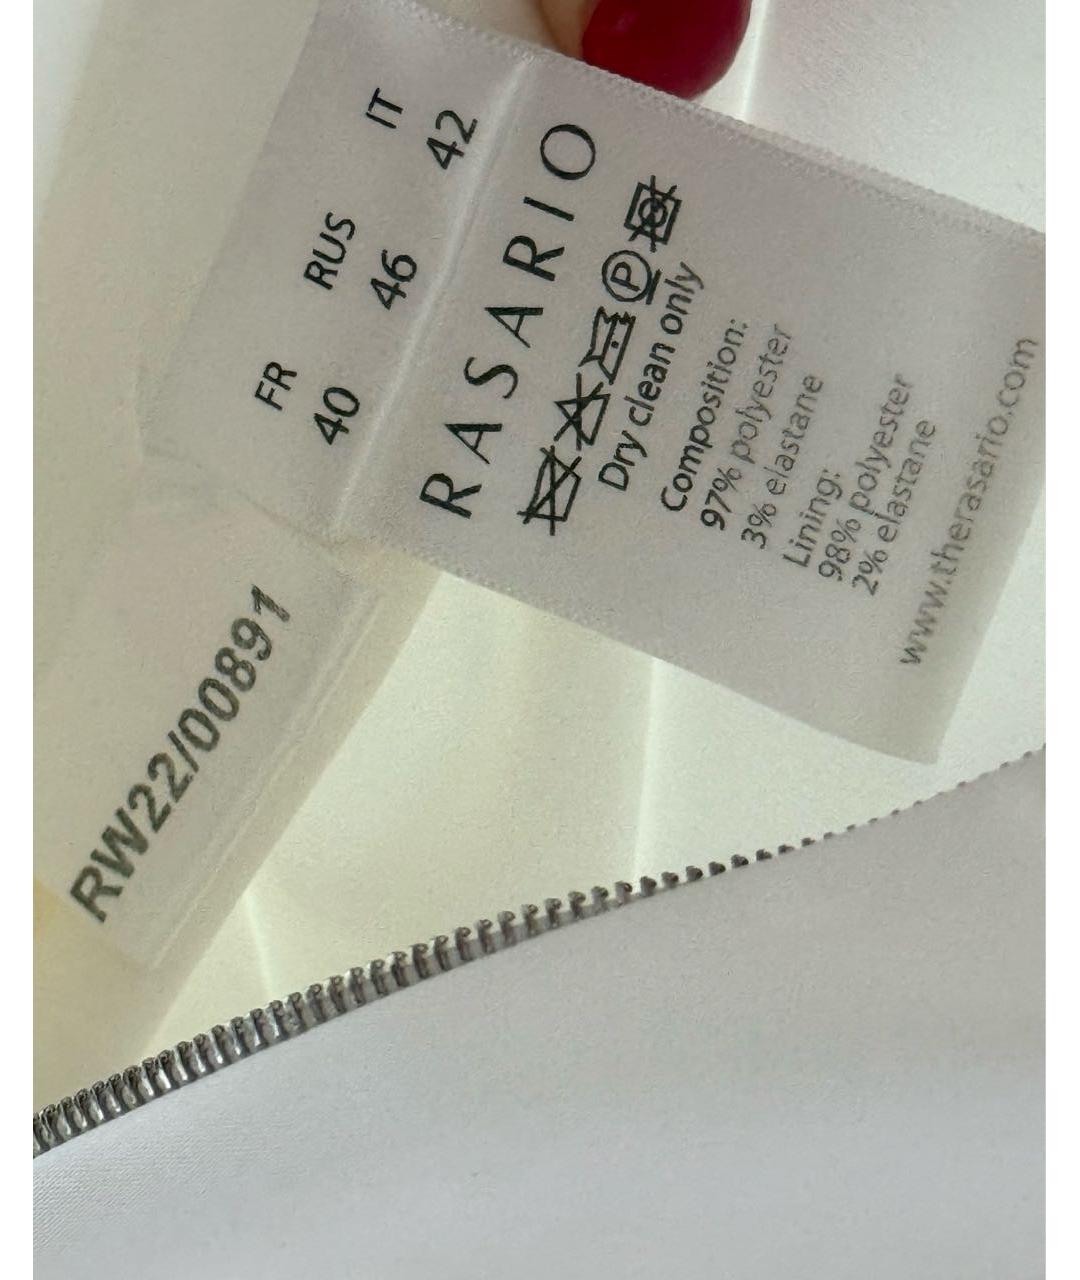 FR RUS IT
40 46 42
RASARIO
P
Dry clean only
Composition:
97% polyester
3% elastane
Lining:
98% polyester
2% elastane
www.therasario.com
RW22/00891